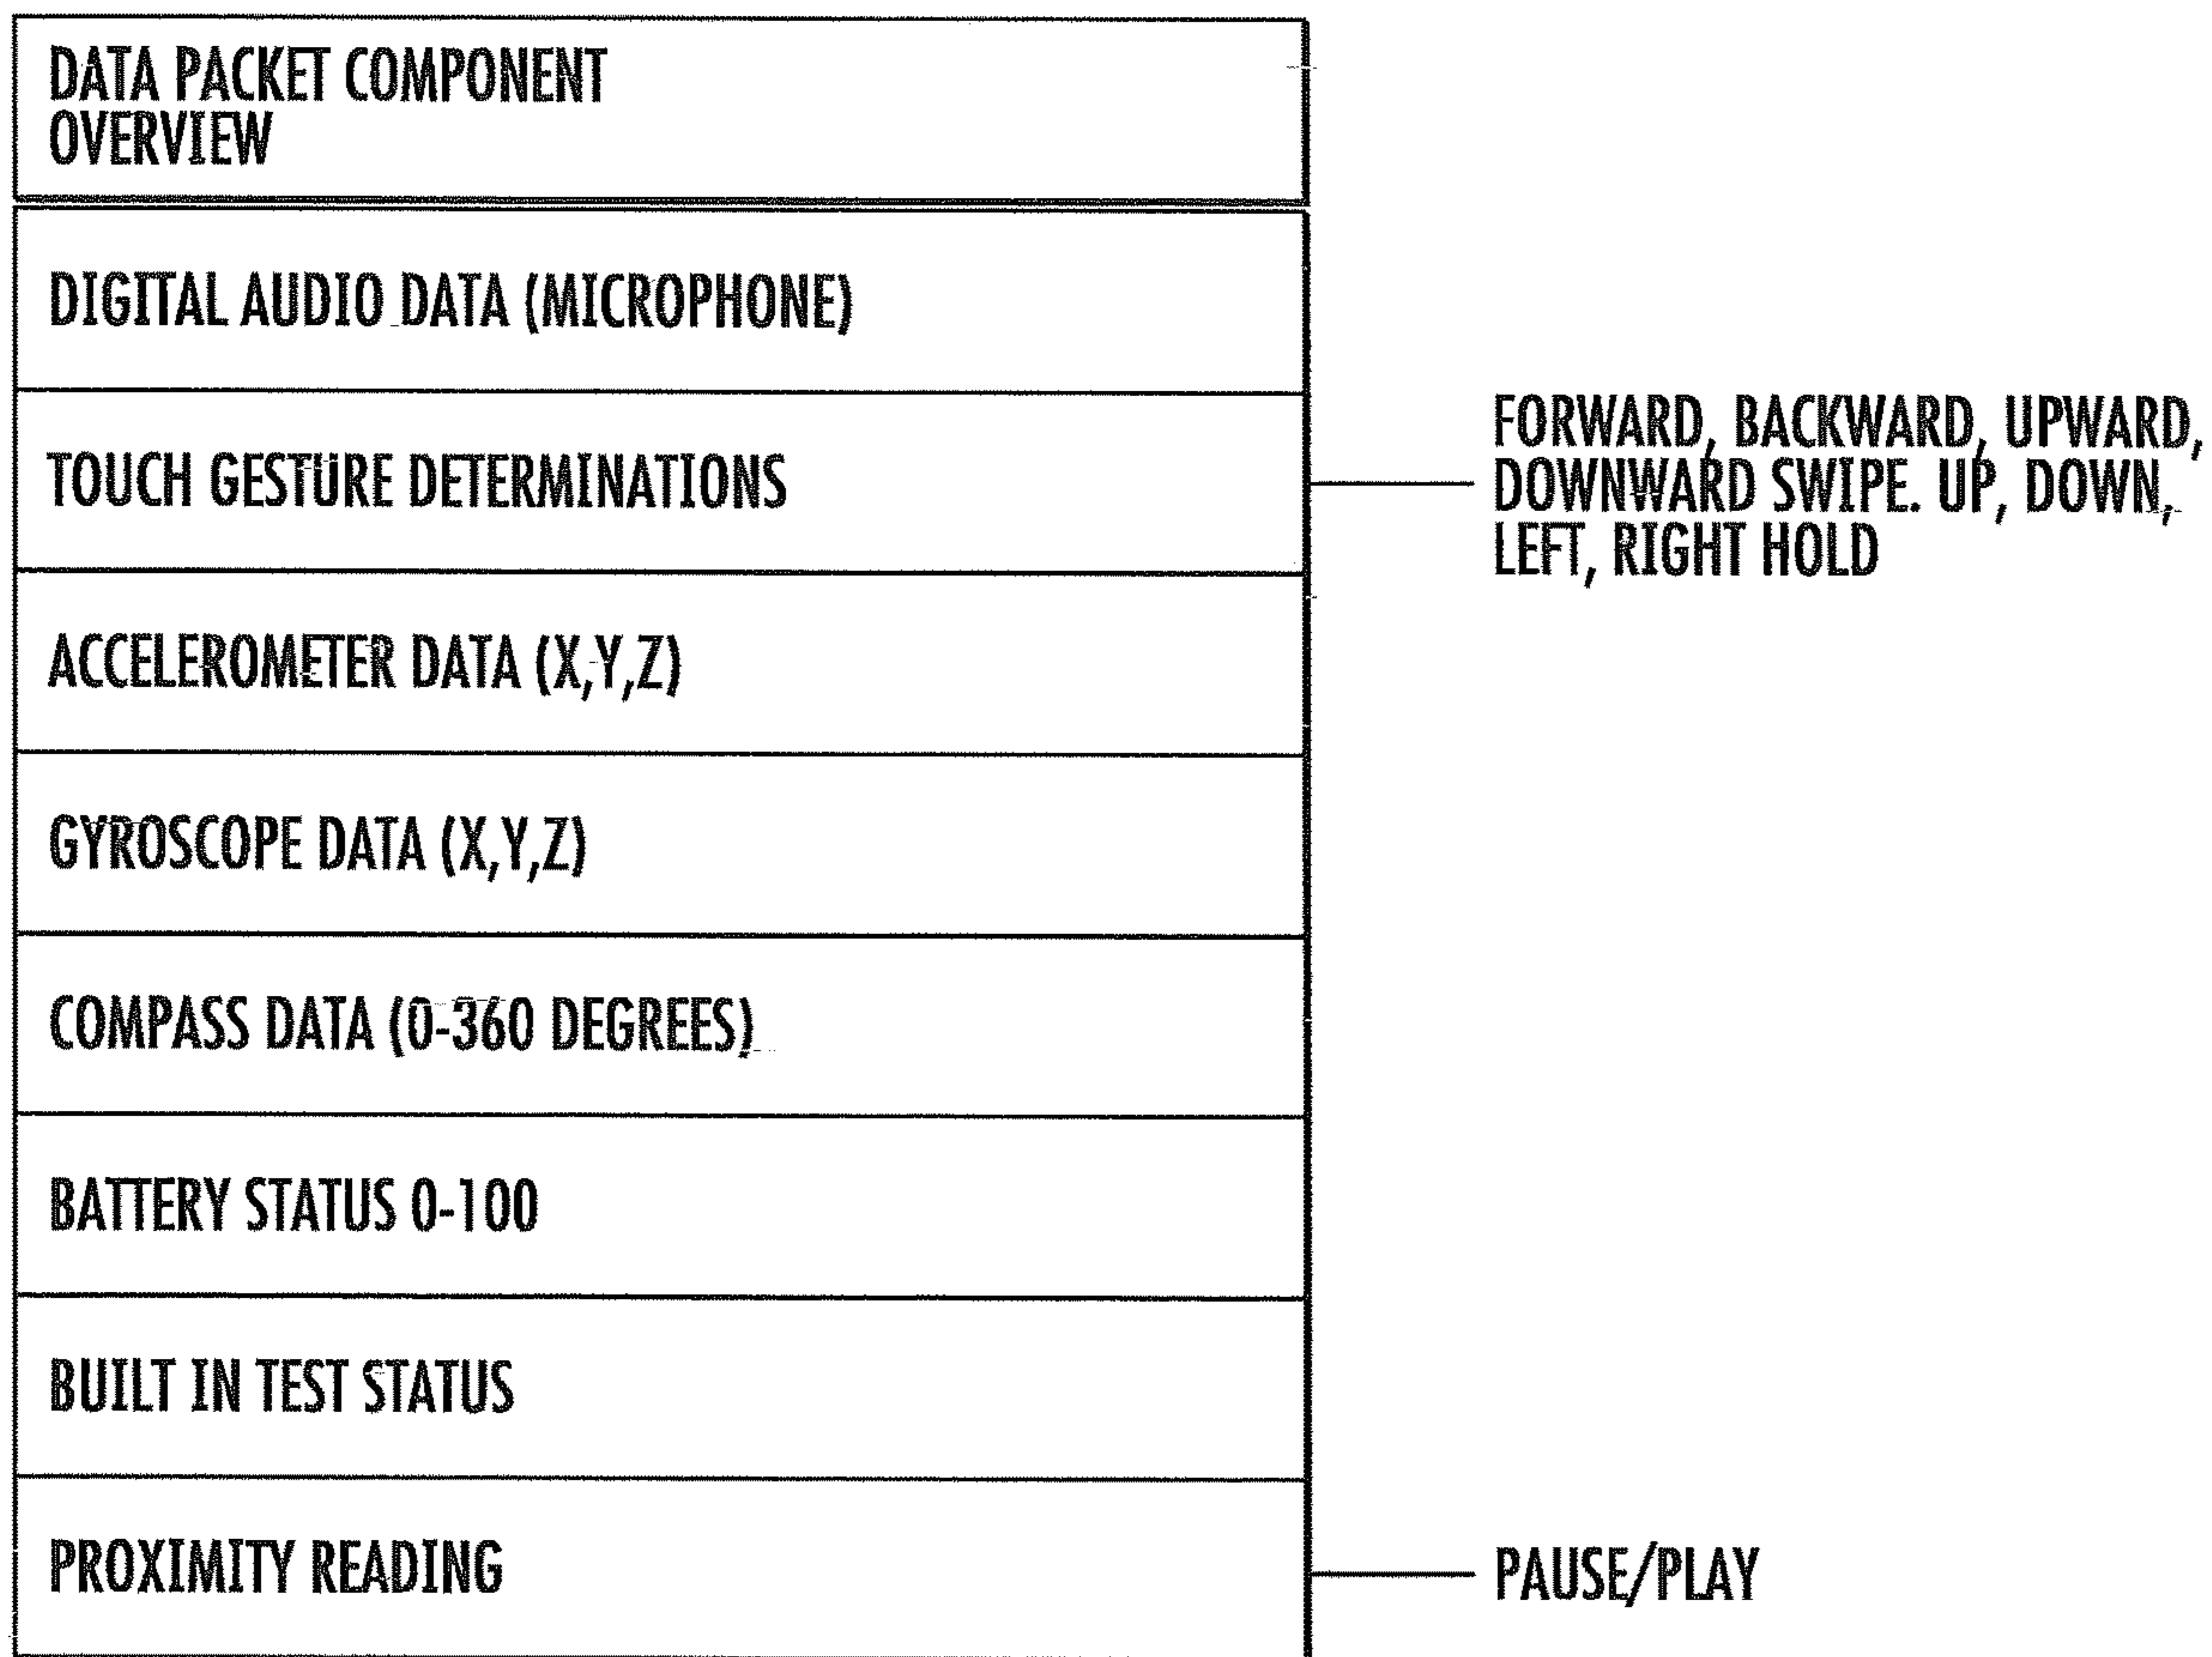 DATA PACKET COMPONENT
OVERVIEW
DIGITAL AUDIO DATA (MICROPHONE)
TOUCH GESTURE DETERMINATIONS
FORWARD, BACKWARD, UPWARD,
DOWNWARD SWIPE. UP, DOWN,
LEFT, RIGHT HOLD
ACCELEROMETER DATA (X,Y,Z)
GYROSCOPE DATA (X,Y,Z)
COMPASS DATA (0-360 DEGREES)
BATTERY STATUS 0-100
BUILT IN TEST STATUS
PROXIMITY READING
PAUSE/PLAY